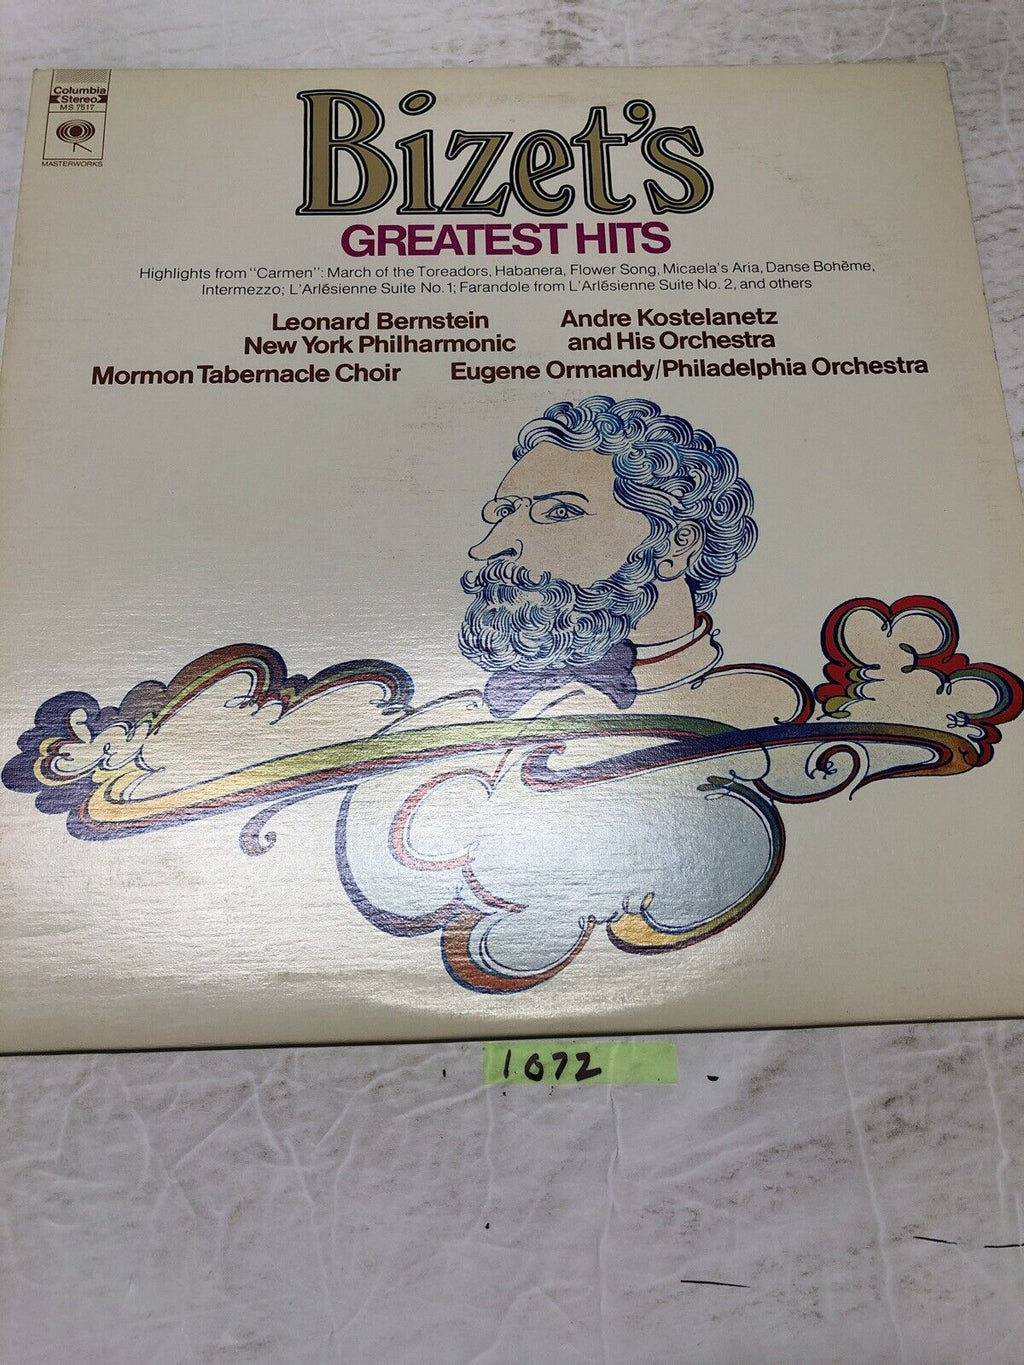 Columbia
Stereo
MS 7517
MASTERWORKS
Bizet's
GREATEST HITS
Highlights from "Carmen": March of the Toreadors, Habanera, Flower Song, Micaela's Aria, Danse Bohème,
Intermezzo; L'Arlésienne Suite No. 1; Farandole from L'Arlésienne Suite No. 2, and others
Leonard Bernstein
New York Philharmonic
Andre Kostelanetz
and His Orchestra
Mormon Tabernacle Choir
Eugene Ormandy/Philadelphia Orchestra
1072